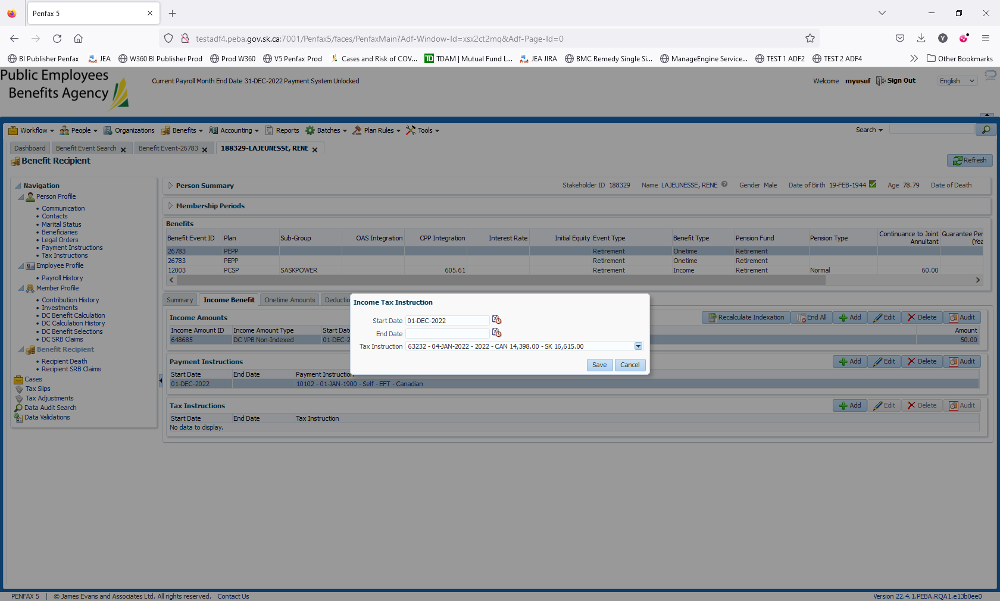 Penfax 5
testadf4.peba.gov.sk.ca:7001/Penfax5/faces/PenfaxMain?Adf-Window-Id=xsx2ct2mq&Adf-Page-Id=0
BI Publisher Penfax JEA W360 BI Publisher Prod Prod W360 V5 Penfax Prod Cases and Risk of COV... TDAM | Mutual Fund L... JEA JIRA BMC Remedy Single Si... ManageEngine Service... TEST 1 ADF2 TEST 2 ADF4 Other Bookmarks
Public Employees
Benefits Agency
Current Payroll Month End Date 31-DEC-2022 Payment System Unlocked
Welcome myusuf Sign Out English
Workflow People Organizations Benefits Accounting Reports Batches Plan Rules Tools Search
Dashboard Benefit Event Search Benefit Event-26783 188329-LAJEUNESSE, RENE
Benefit Recipient
Refresh
Navigation
Person Profile
Communication
Contacts
Marital Status
Beneficiaries
Legal Orders
Payment Instructions
Tax Instructions
Employee Profile
Payroll History
Member Profile
Contribution History
Investments
DC Benefit Calculation
DC Calculation History
DC Benefit Selections
DC SRB Claims
Benefit Recipient
Recipient Death
Recipient SRB Claims
Cases
Tax Slips
Tax Adjustments
Data Audit Search
Data Validations
Person Summary Stakeholder ID 188329 Name LAJEUNESSE, RENE Gender Male Date of Birth 19-FEB-1944 Age 78.79 Date of Death
Membership Periods
Benefits
Benefit Event ID Plan Sub-Group OAS Integration CPP Integration Interest Rate Initial Equity Event Type Benefit Type Pension Fund Pension Type Continuance to Joint Annuitant Guarantee Per (Yea
26783 PEPP Retirement Onetime Retirement
26783 PEPP Retirement Onetime Retirement
12003 PCSP SASKPOWER 605.61 Retirement Income Retirement Normal 60.00
Summary Income Benefit Onetime Amounts Deductio
Income Amounts Recalculate Indexation End All Add Edit Delete Audit
Income Amount ID Income Amount Type Start Date Amount
648685 DC VPB Non-Indexed 01-DEC-2 50.00
Payment Instructions Add Edit Delete Audit
Start Date End Date Payment Instruction
01-DEC-2022 10102 - 01-JAN-1900 - Self - EFT - Canadian
Tax Instructions Add Edit Delete Audit
Start Date End Date Tax Instruction
No data to display.
Income Tax Instruction
Start Date 01-DEC-2022
End Date
Tax Instruction 63232 - 04-JAN-2022 - 2022 - CAN 14,398.00 - SK 16,615.00
Save Cancel
PENFAX 5 | © James Evans and Associates Ltd. All rights reserved. Contact Us
Version 22.4.1.PEBA.RQA1.e13b0ee0